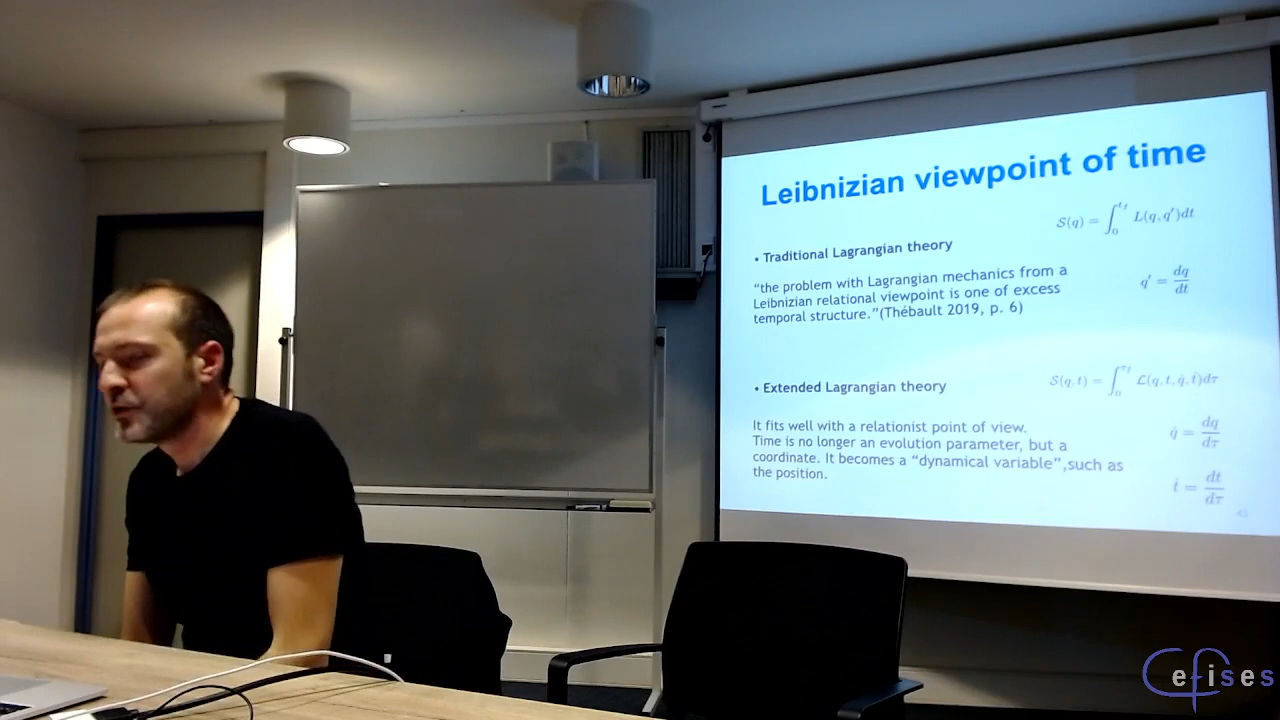 Leibnizian viewpoint of time
S(q) = ∫₀^{t_f} L(q, q′)dt
• Traditional Lagrangian theory
“the problem with Lagrangian mechanics from a
Leibnizian relational viewpoint is one of excess
temporal structure.”(Thébault 2019, p. 6)
q′ = dq/dt
• Extended Lagrangian theory
S(q, t) = ∫₀^{τ_f} ℒ(q, t, q̇, ṫ)dτ
It fits well with a relationist point of view.
Time is no longer an evolution parameter, but a
coordinate. It becomes a “dynamical variable”,such as
the position.
q̇ = dq/dτ
ṫ = dt/dτ
Cefises